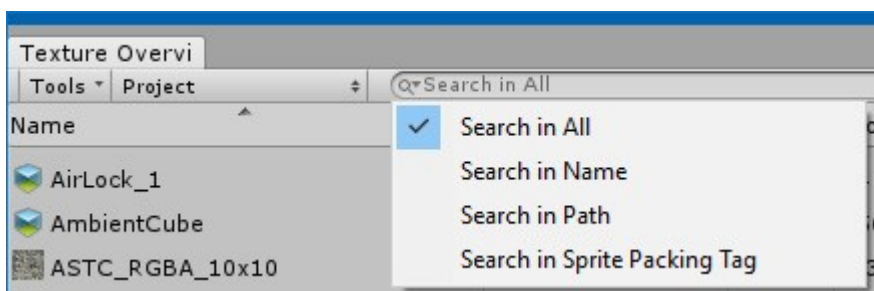 Texture Overvi
Tools Project Search in All
Name
Search in All
Search in Name
AirLock_1
Search in Path
AmbientCube
Search in Sprite Packing Tag
ASTC_RGBA_10x10